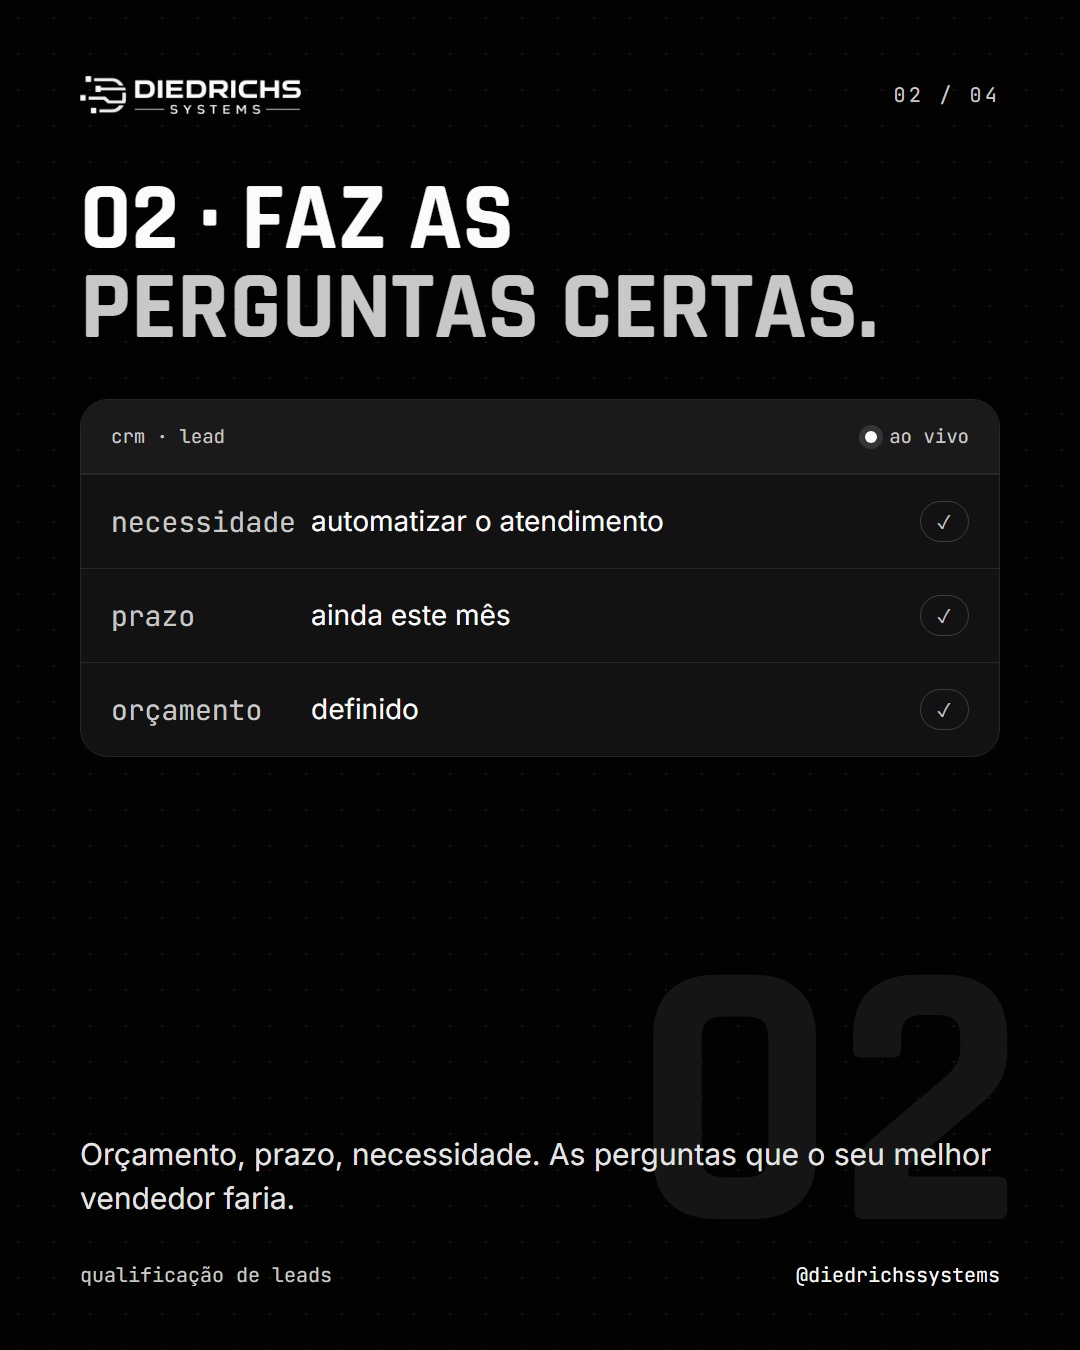 DIEDRICHS
SYSTEMS
02 / 04
02 · FAZ AS
PERGUNTAS CERTAS.
crm · lead
ao vivo
necessidade automatizar o atendimento ✓
prazo ainda este mês ✓
orçamento definido ✓
02
Orçamento, prazo, necessidade. As perguntas que o seu melhor
vendedor faria.
qualificação de leads
@diedrichssystems